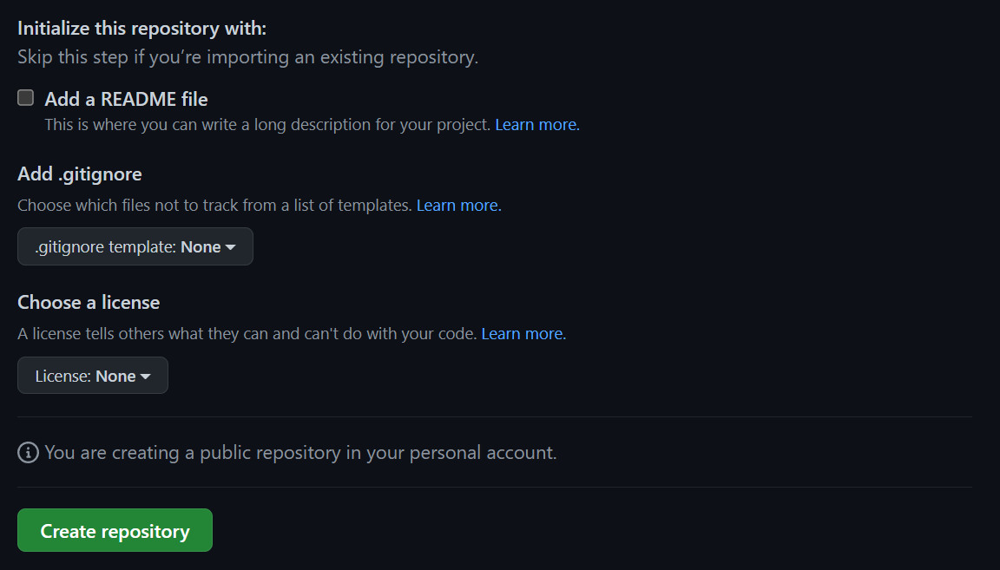 Initialize this repository with:
Skip this step if you’re importing an existing repository.
Add a README file
This is where you can write a long description for your project. Learn more.
Add .gitignore
Choose which files not to track from a list of templates. Learn more.
.gitignore template: None
Choose a license
A license tells others what they can and can't do with your code. Learn more.
License: None
You are creating a public repository in your personal account.
Create repository